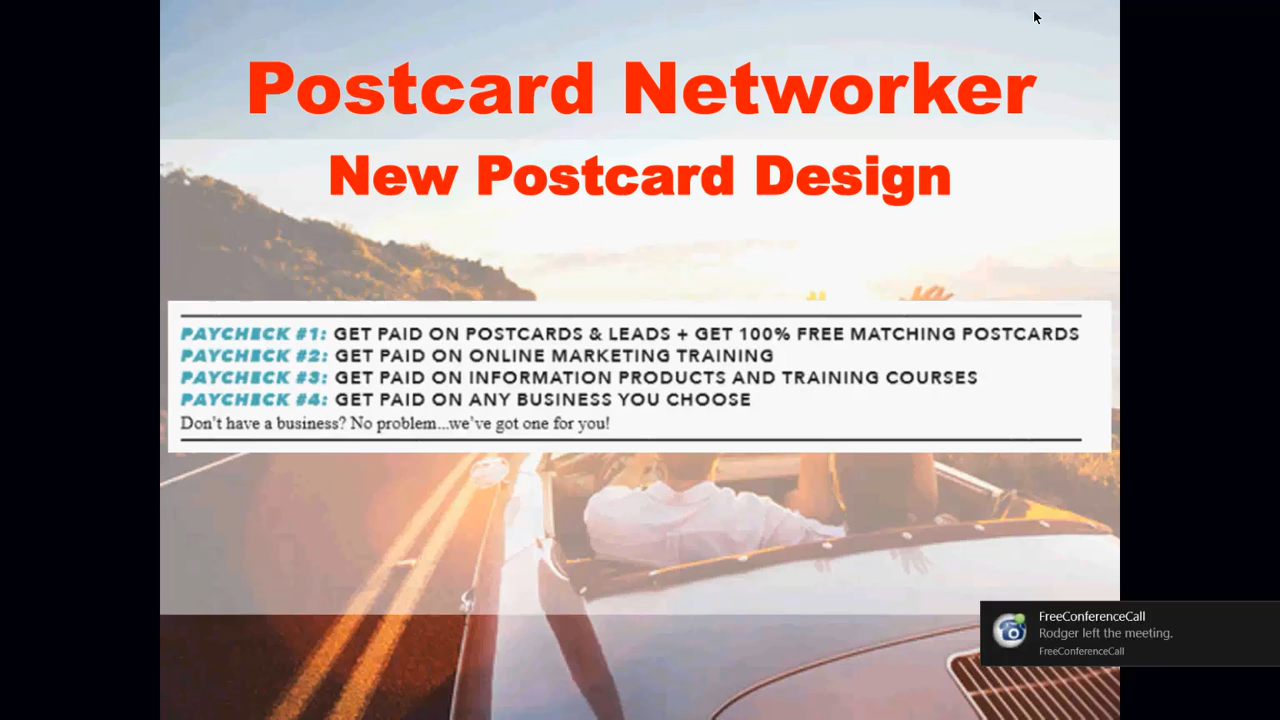 Postcard Networker
New Postcard Design
PAYCHECK #1: GET PAID ON POSTCARDS & LEADS + GET 100% FREE MATCHING POSTCARDS
PAYCHECK #2: GET PAID ON ONLINE MARKETING TRAINING
PAYCHECK #3: GET PAID ON INFORMATION PRODUCTS AND TRAINING COURSES
PAYCHECK #4: GET PAID ON ANY BUSINESS YOU CHOOSE
Don't have a business? No problem...we've got one for you!
FreeConferenceCall
Rodger left the meeting.
FreeConferenceCall